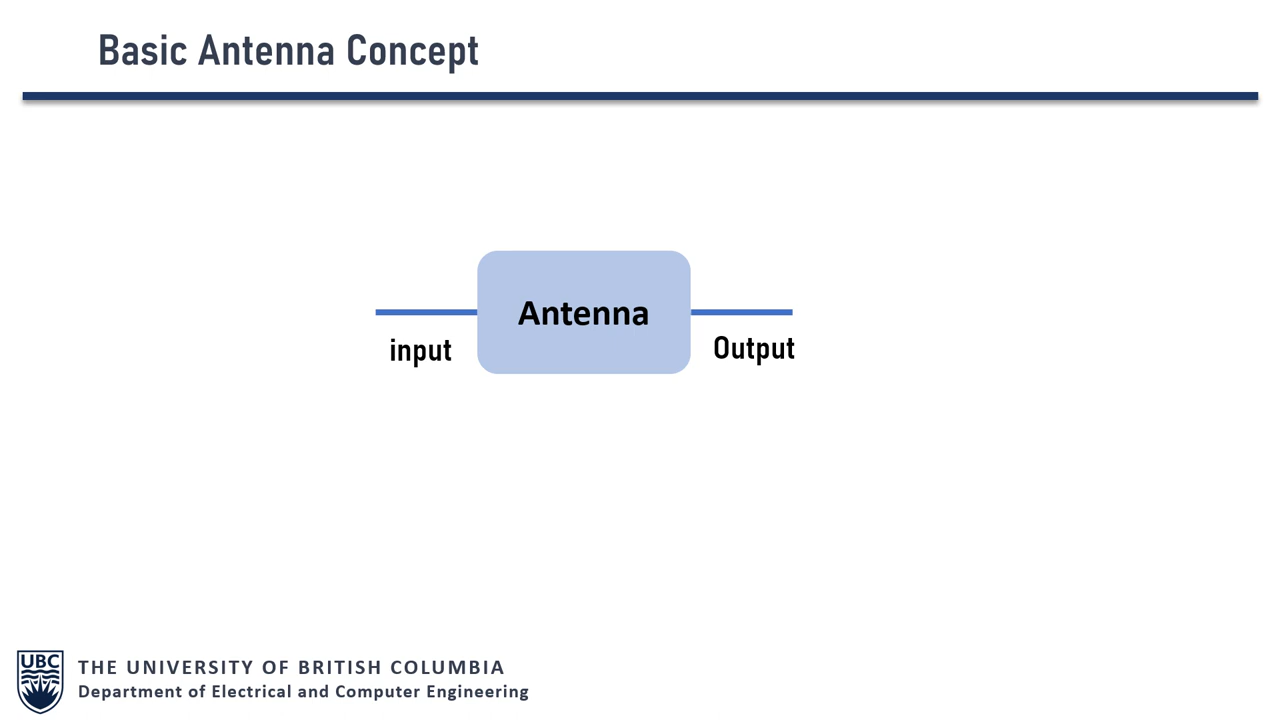 Basic Antenna Concept
Antenna
input
Output
UBC
THE UNIVERSITY OF BRITISH COLUMBIA
Department of Electrical and Computer Engineering